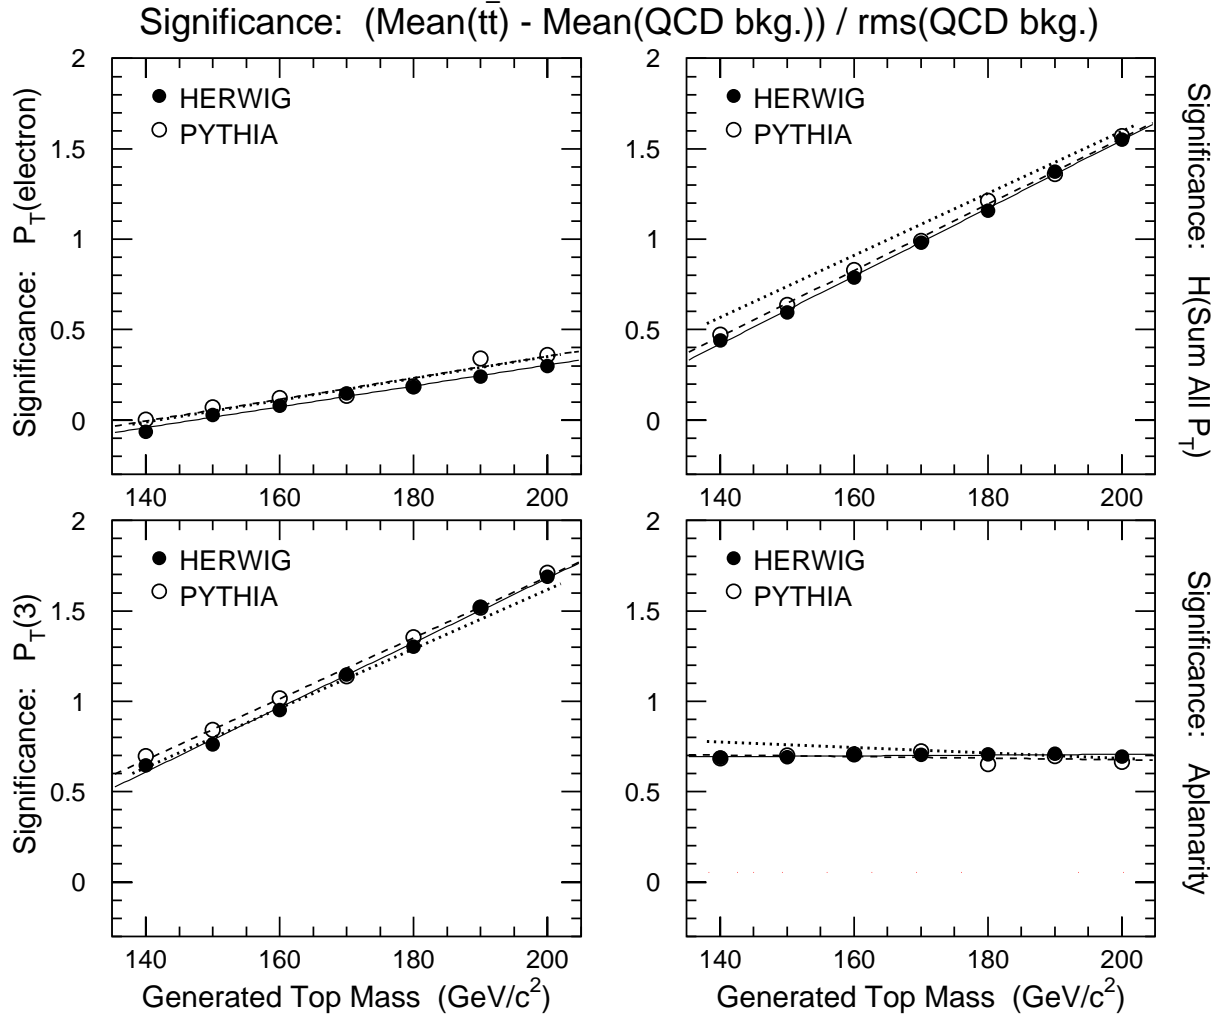 Significance: (Mean(tt̄) - Mean(QCD bkg.)) / rms(QCD bkg.)
Significance: P_T(electron)
2
1.5
1
0.5
0
HERWIG
PYTHIA
140 160 180 200
2
1.5
1
0.5
0
HERWIG
PYTHIA
140 160 180 200
Significance: H(Sum All P_T)
Significance: P_T(3)
2
1.5
1
0.5
0
HERWIG
PYTHIA
140 160 180 200
Generated Top Mass (GeV/c²)
2
1.5
1
0.5
0
HERWIG
PYTHIA
140 160 180 200
Generated Top Mass (GeV/c²)
Significance: Aplanarity